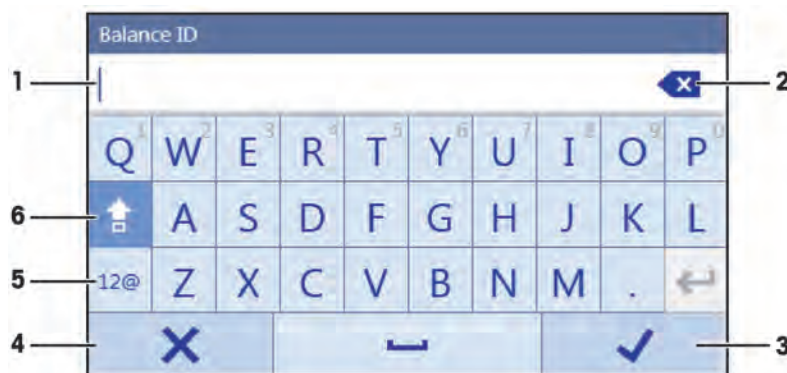 Balance ID
1 2
Q 1 W 2 E 3 R 4 T 5 Y 6 U 7 I 8 O 9 P 0
6 A S D F G H J K L
5 12@ Z X C V B N M .
4 3